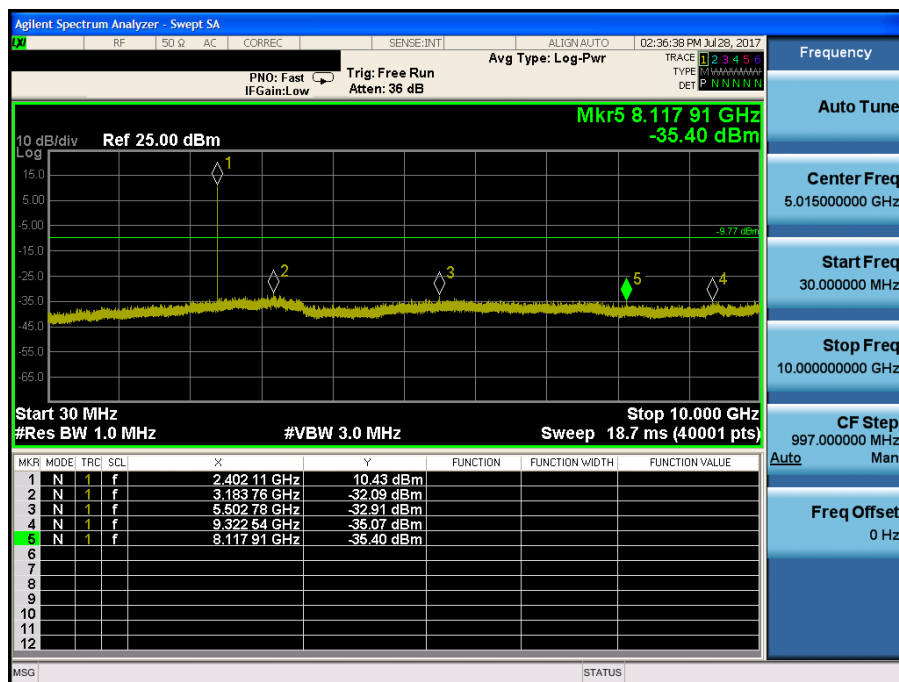 Agilent Spectrum Analyzer - Swept SA
LXI RF 50 Ω AC CORREC SENSE:INT ALIGN AUTO 02:36:38 PM Jul 28, 2017
Frequency
Avg Type: Log-Pwr
TRACE 1 2 3 4 5 6
PNO: Fast Trig: Free Run
TYPE M WWWWW
IFGain:Low Atten: 36 dB
DET P N N N N N
Auto Tune
Mkr5 8.117 91 GHz
-35.40 dBm
10 dB/div Ref 25.00 dBm
Log
15.0
5.00
-5.00
-15.0
-25.0
-35.0
-45.0
-55.0
-65.0
1
2
3
5
4
-9.77 dBm
Center Freq
5.015000000 GHz
Start Freq
30.000000 MHz
Stop Freq
10.000000000 GHz
Start 30 MHz Stop 10.000 GHz
#Res BW 1.0 MHz #VBW 3.0 MHz Sweep 18.7 ms (40001 pts)
CF Step
997.000000 MHz
Auto Man
Freq Offset
0 Hz
MKR MODE TRC SCL X Y FUNCTION FUNCTION WIDTH FUNCTION VALUE
1 N 1 f 2.402 11 GHz 10.43 dBm
2 N 1 f 3.183 76 GHz -32.09 dBm
3 N 1 f 5.502 78 GHz -32.91 dBm
4 N 1 f 9.322 54 GHz -35.07 dBm
5 N 1 f 8.117 91 GHz -35.40 dBm
6
7
8
9
10
11
12
MSG STATUS